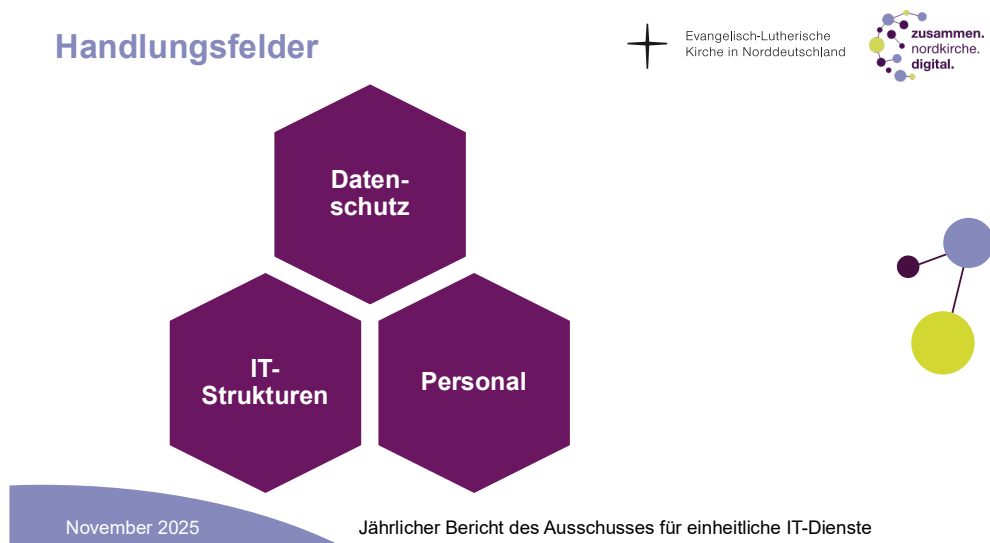 Handlungsfelder
Evangelisch-Lutherische
Kirche in Norddeutschland
zusammen.
nordkirche.
digital.
Daten-
schutz
IT-
Strukturen
Personal
November 2025
Jährlicher Bericht des Ausschusses für einheitliche IT-Dienste